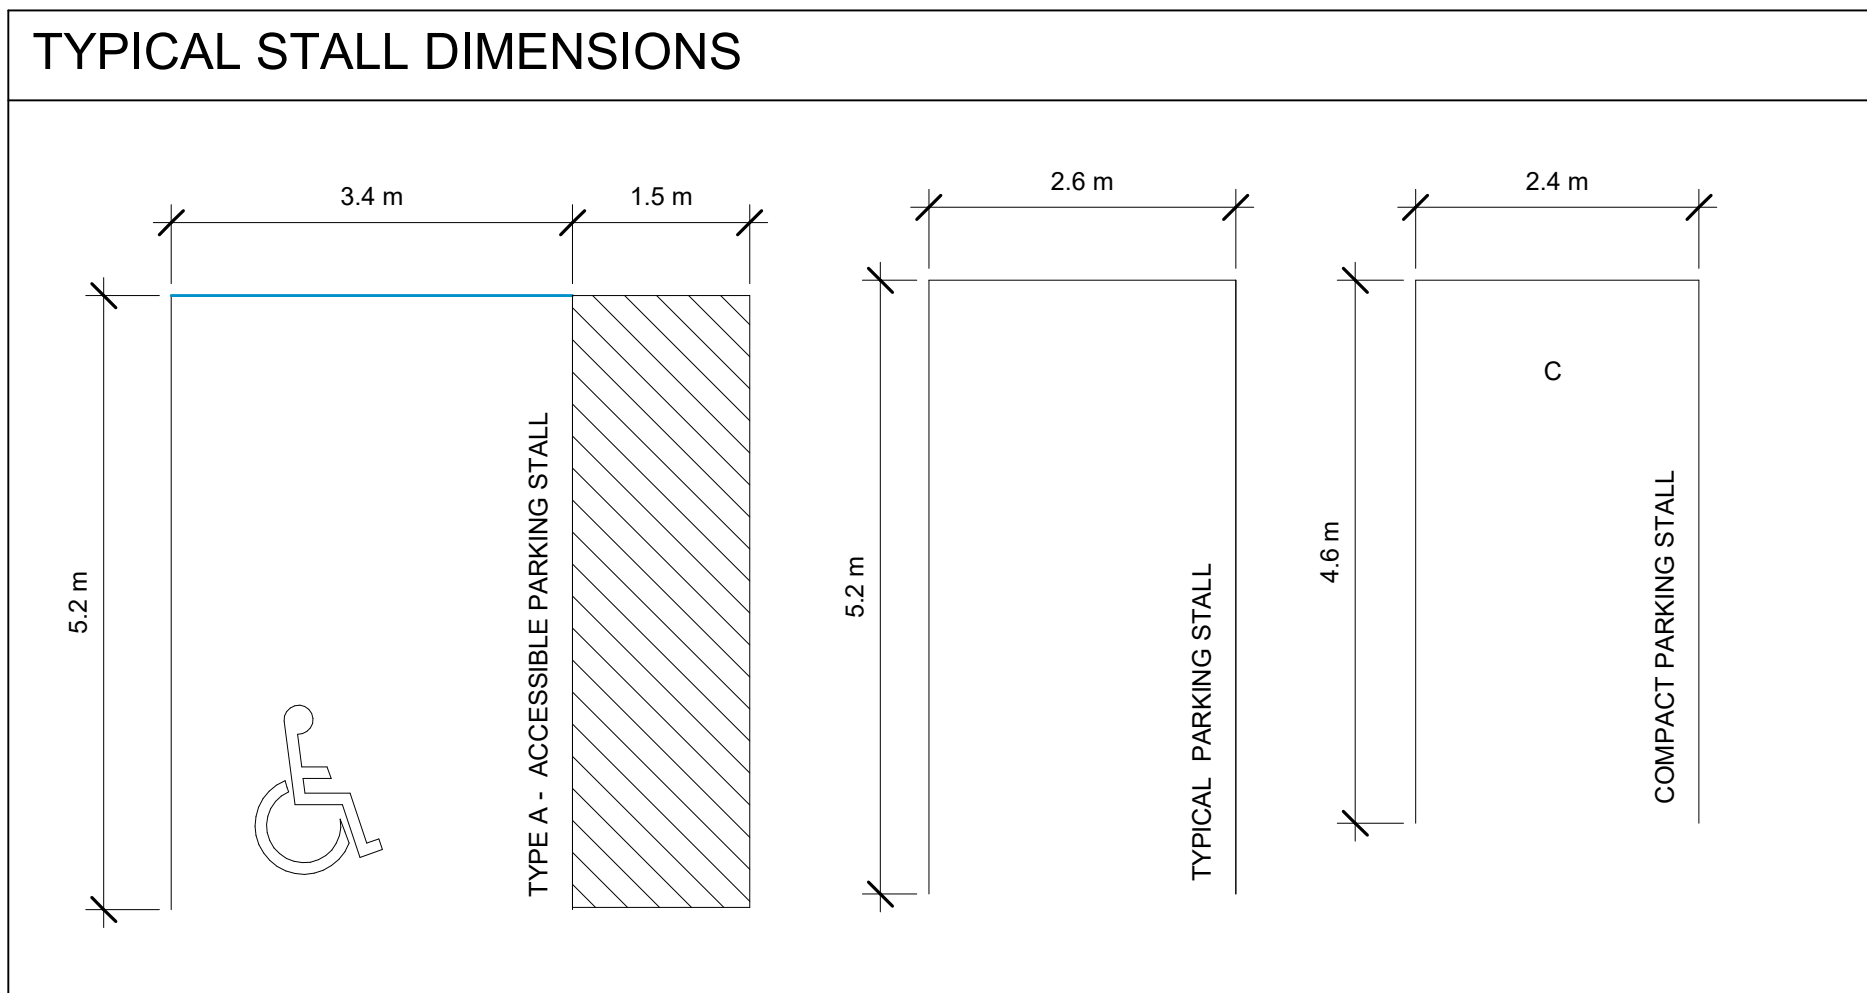 TYPICAL STALL DIMENSIONS
3.4 m
1.5 m
5.2 m
TYPE A - ACCESSIBLE PARKING STALL
2.6 m
5.2 m
TYPICAL PARKING STALL
2.4 m
4.6 m
C
COMPACT PARKING STALL